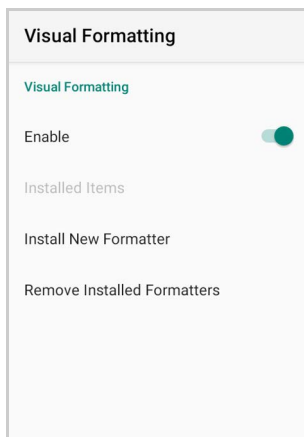 Visual Formatting
Visual Formatting
Enable
Installed Items
Install New Formatter
Remove Installed Formatters